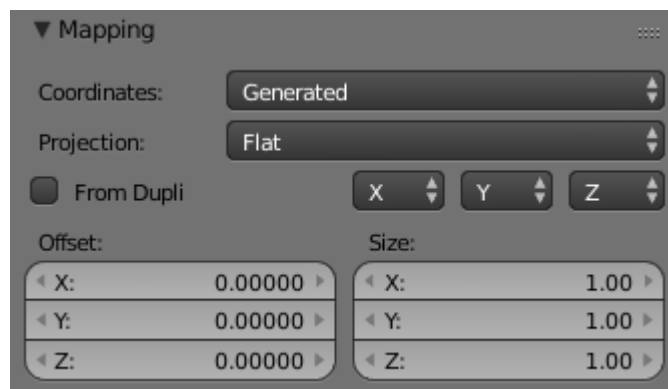 Mapping
Coordinates: Generated
Projection: Flat
From Dupli X Y Z
Offset: Size:
X: 0.00000 X: 1.00
Y: 0.00000 Y: 1.00
Z: 0.00000 Z: 1.00